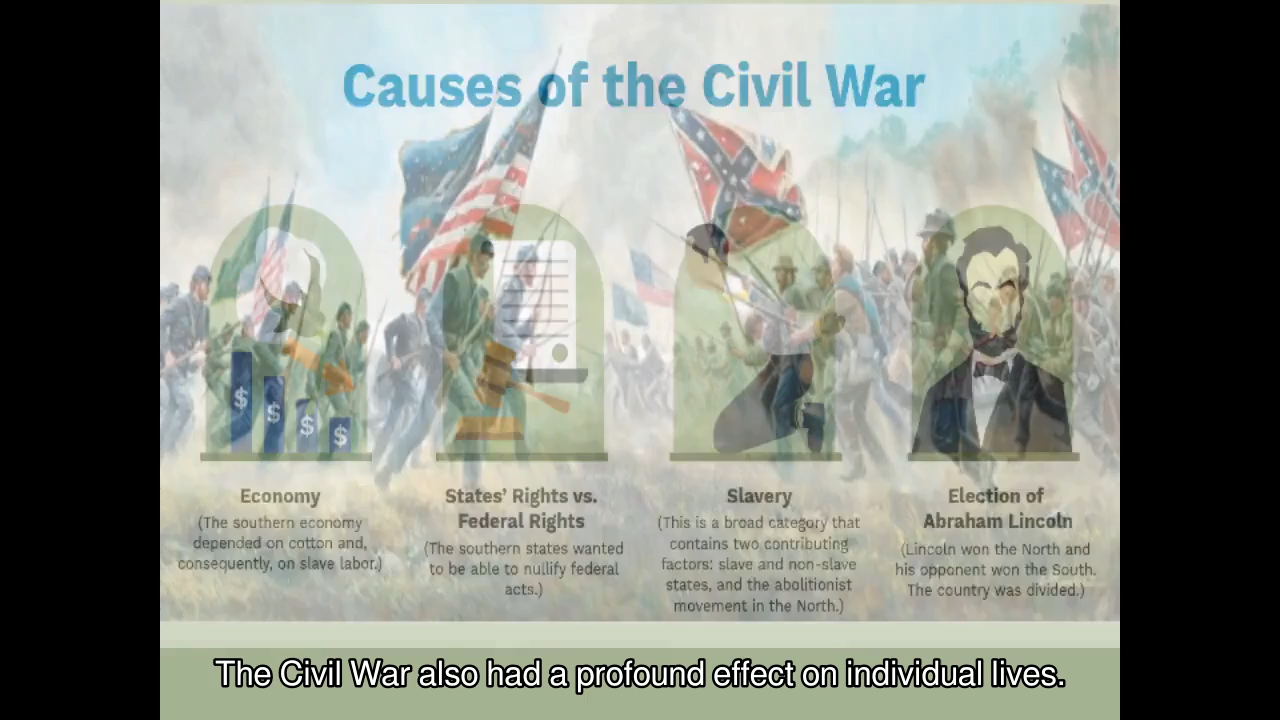 Causes of the Civil War
$
$
$
$
Economy
(The southern economy
depended on cotton and,
consequently, on slave labor.)
States' Rights vs.
Federal Rights
(The southern states wanted
to be able to nullify federal
acts.)
Slavery
(This is a broad category that
contains two contributing
factors: slave and non-slave
states, and the abolitionist
movement in the North.)
Election of
Abraham Lincoln
(Lincoln won the North and
his opponent won the South.
The country was divided.)
The Civil War also had a profound effect on individual lives.